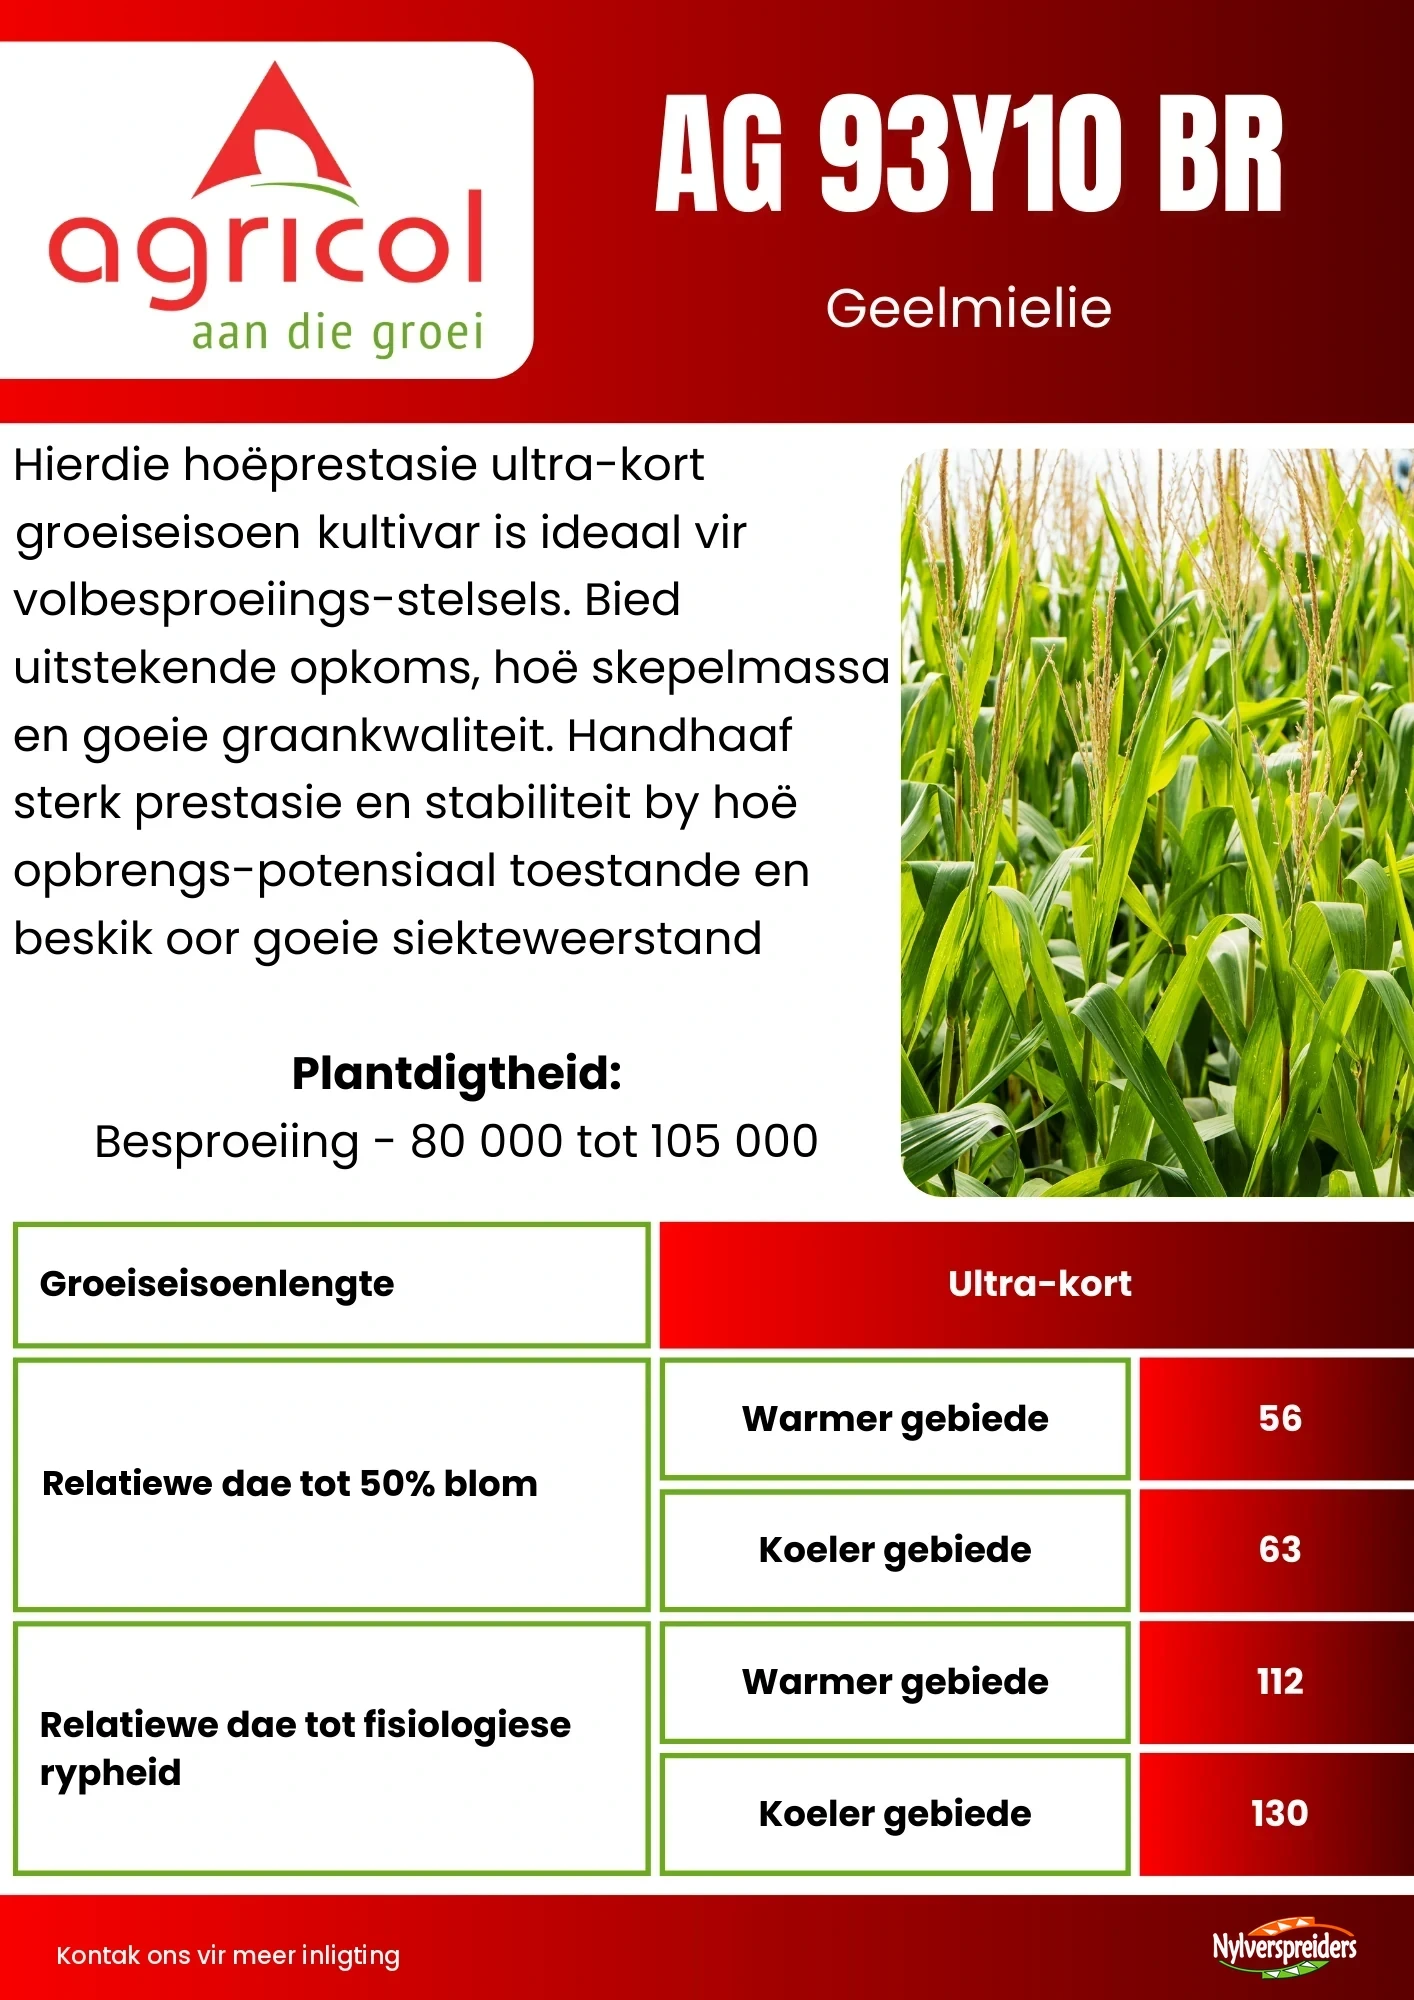 agricol
aan die groei
AG 93Y10 BR
Geelmielie
Hierdie hoëprestasie ultra-kort
groeiseisoen kultivar is ideaal vir
volbesproeiings-stelsels. Bied
uitstekende opkoms, hoë skepelmassa
en goeie graankwaliteit. Handhaaf
sterk prestasie en stabiliteit by hoë
opbrengs-potensiaal toestande en
beskik oor goeie siekteweerstand
Plantdigtheid:
Besproeiing - 80 000 tot 105 000
Groeiseisoenlengte
Ultra-kort
Relatiewe dae tot 50% blom
Warmer gebiede
56
Koeler gebiede
63
Relatiewe dae tot fisiologiese
rypheid
Warmer gebiede
112
Koeler gebiede
130
Kontak ons vir meer inligting
Nylverspreiders